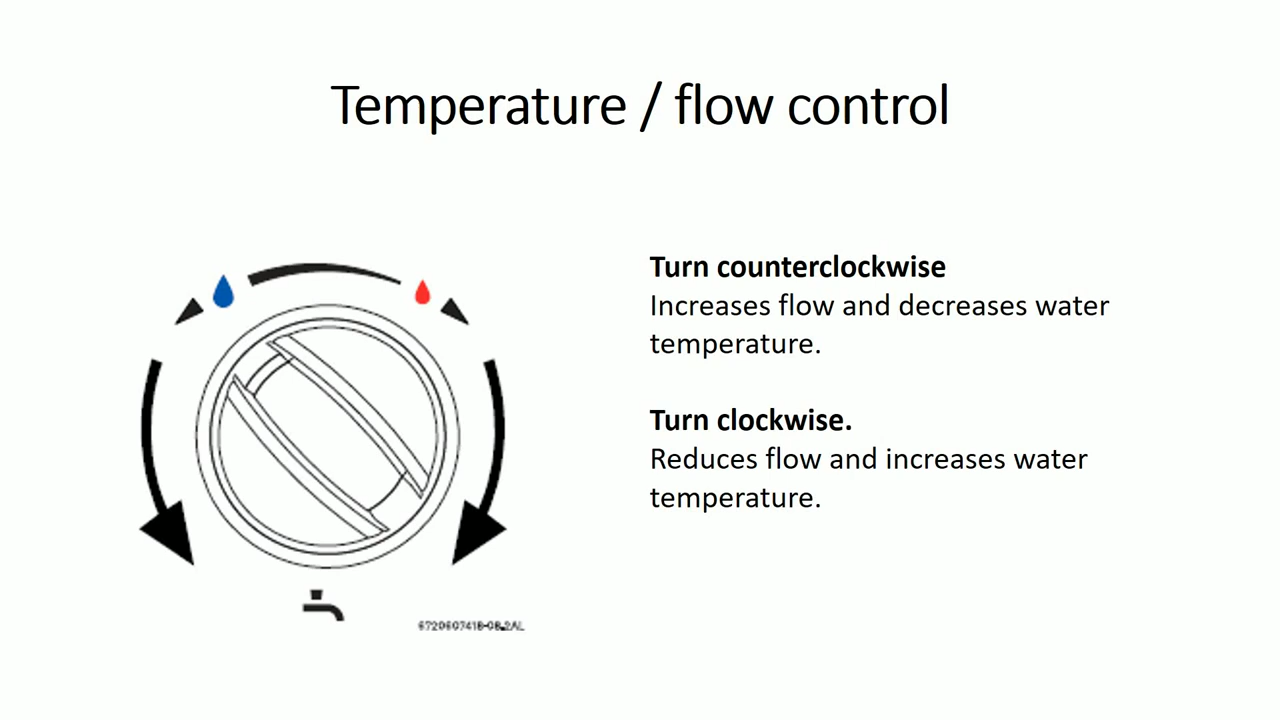 Temperature / flow control
Turn counterclockwise
Increases flow and decreases water
temperature.
Turn clockwise.
Reduces flow and increases water
temperature.